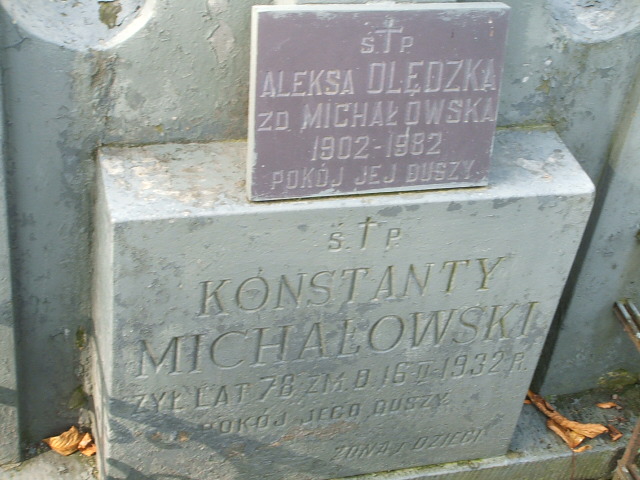 Ś † P
ALEKSA OLĘDZKA
ZD MICHAŁOWSKA
1902-1982
POKÓJ JEJ DUSZY
Ś. † P.
KONSTANTY
MICHAŁOWSKI
ŻYŁ LAT 78 ZM. D 16 II-1932 R.
POKÓJ JEGO DUSZY.
ŻONA I DZIECI